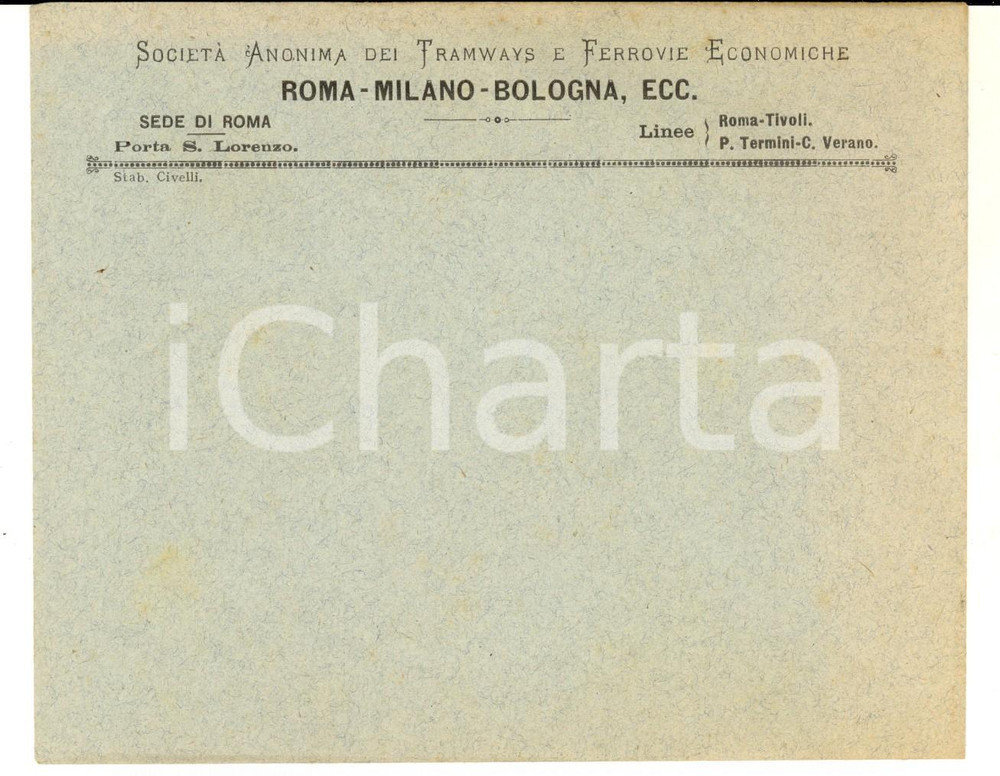 SOCIETÀ ANONIMA DEI TRAMWAYS E FERROVIE ECONOMICHE
ROMA-MILANO-BOLOGNA, ECC.
SEDE DI ROMA
Porta S. Lorenzo.
Linee } Roma-Tivoli.
P. Termini-C. Verano.
Stab. Civelli.
iCharta